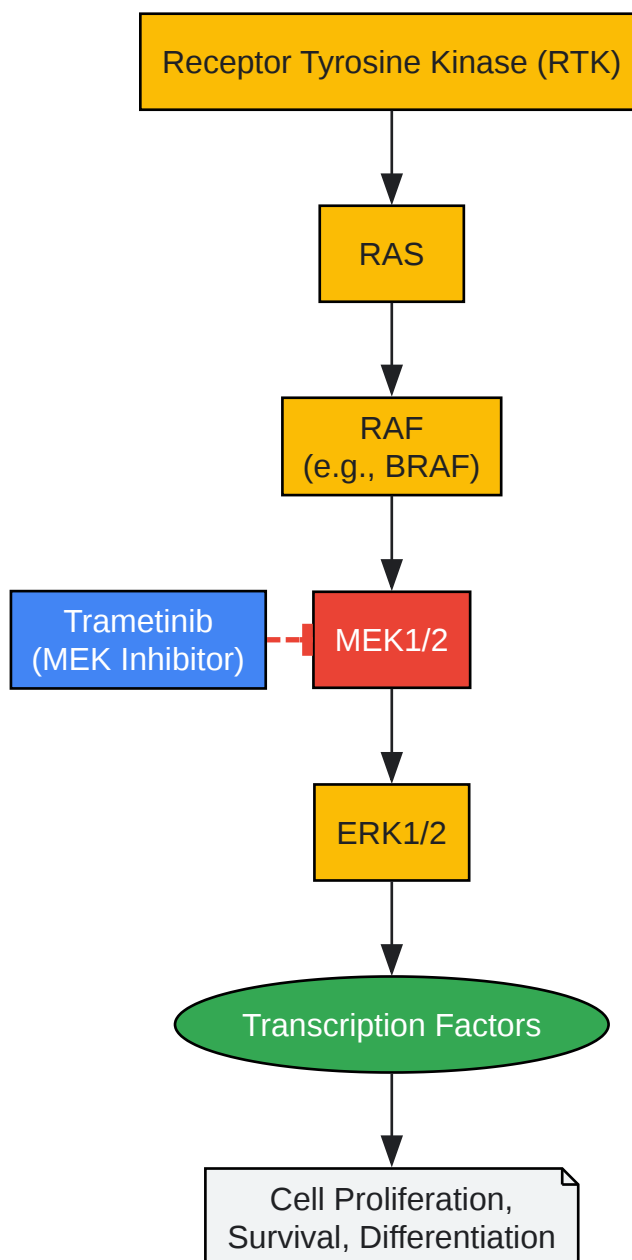 Receptor Tyrosine Kinase (RTK)
RAS
RAF
(e.g., BRAF)
Trametinib
(MEK Inhibitor)
MEK1/2
ERK1/2
Transcription Factors
Cell Proliferation,
Survival, Differentiation